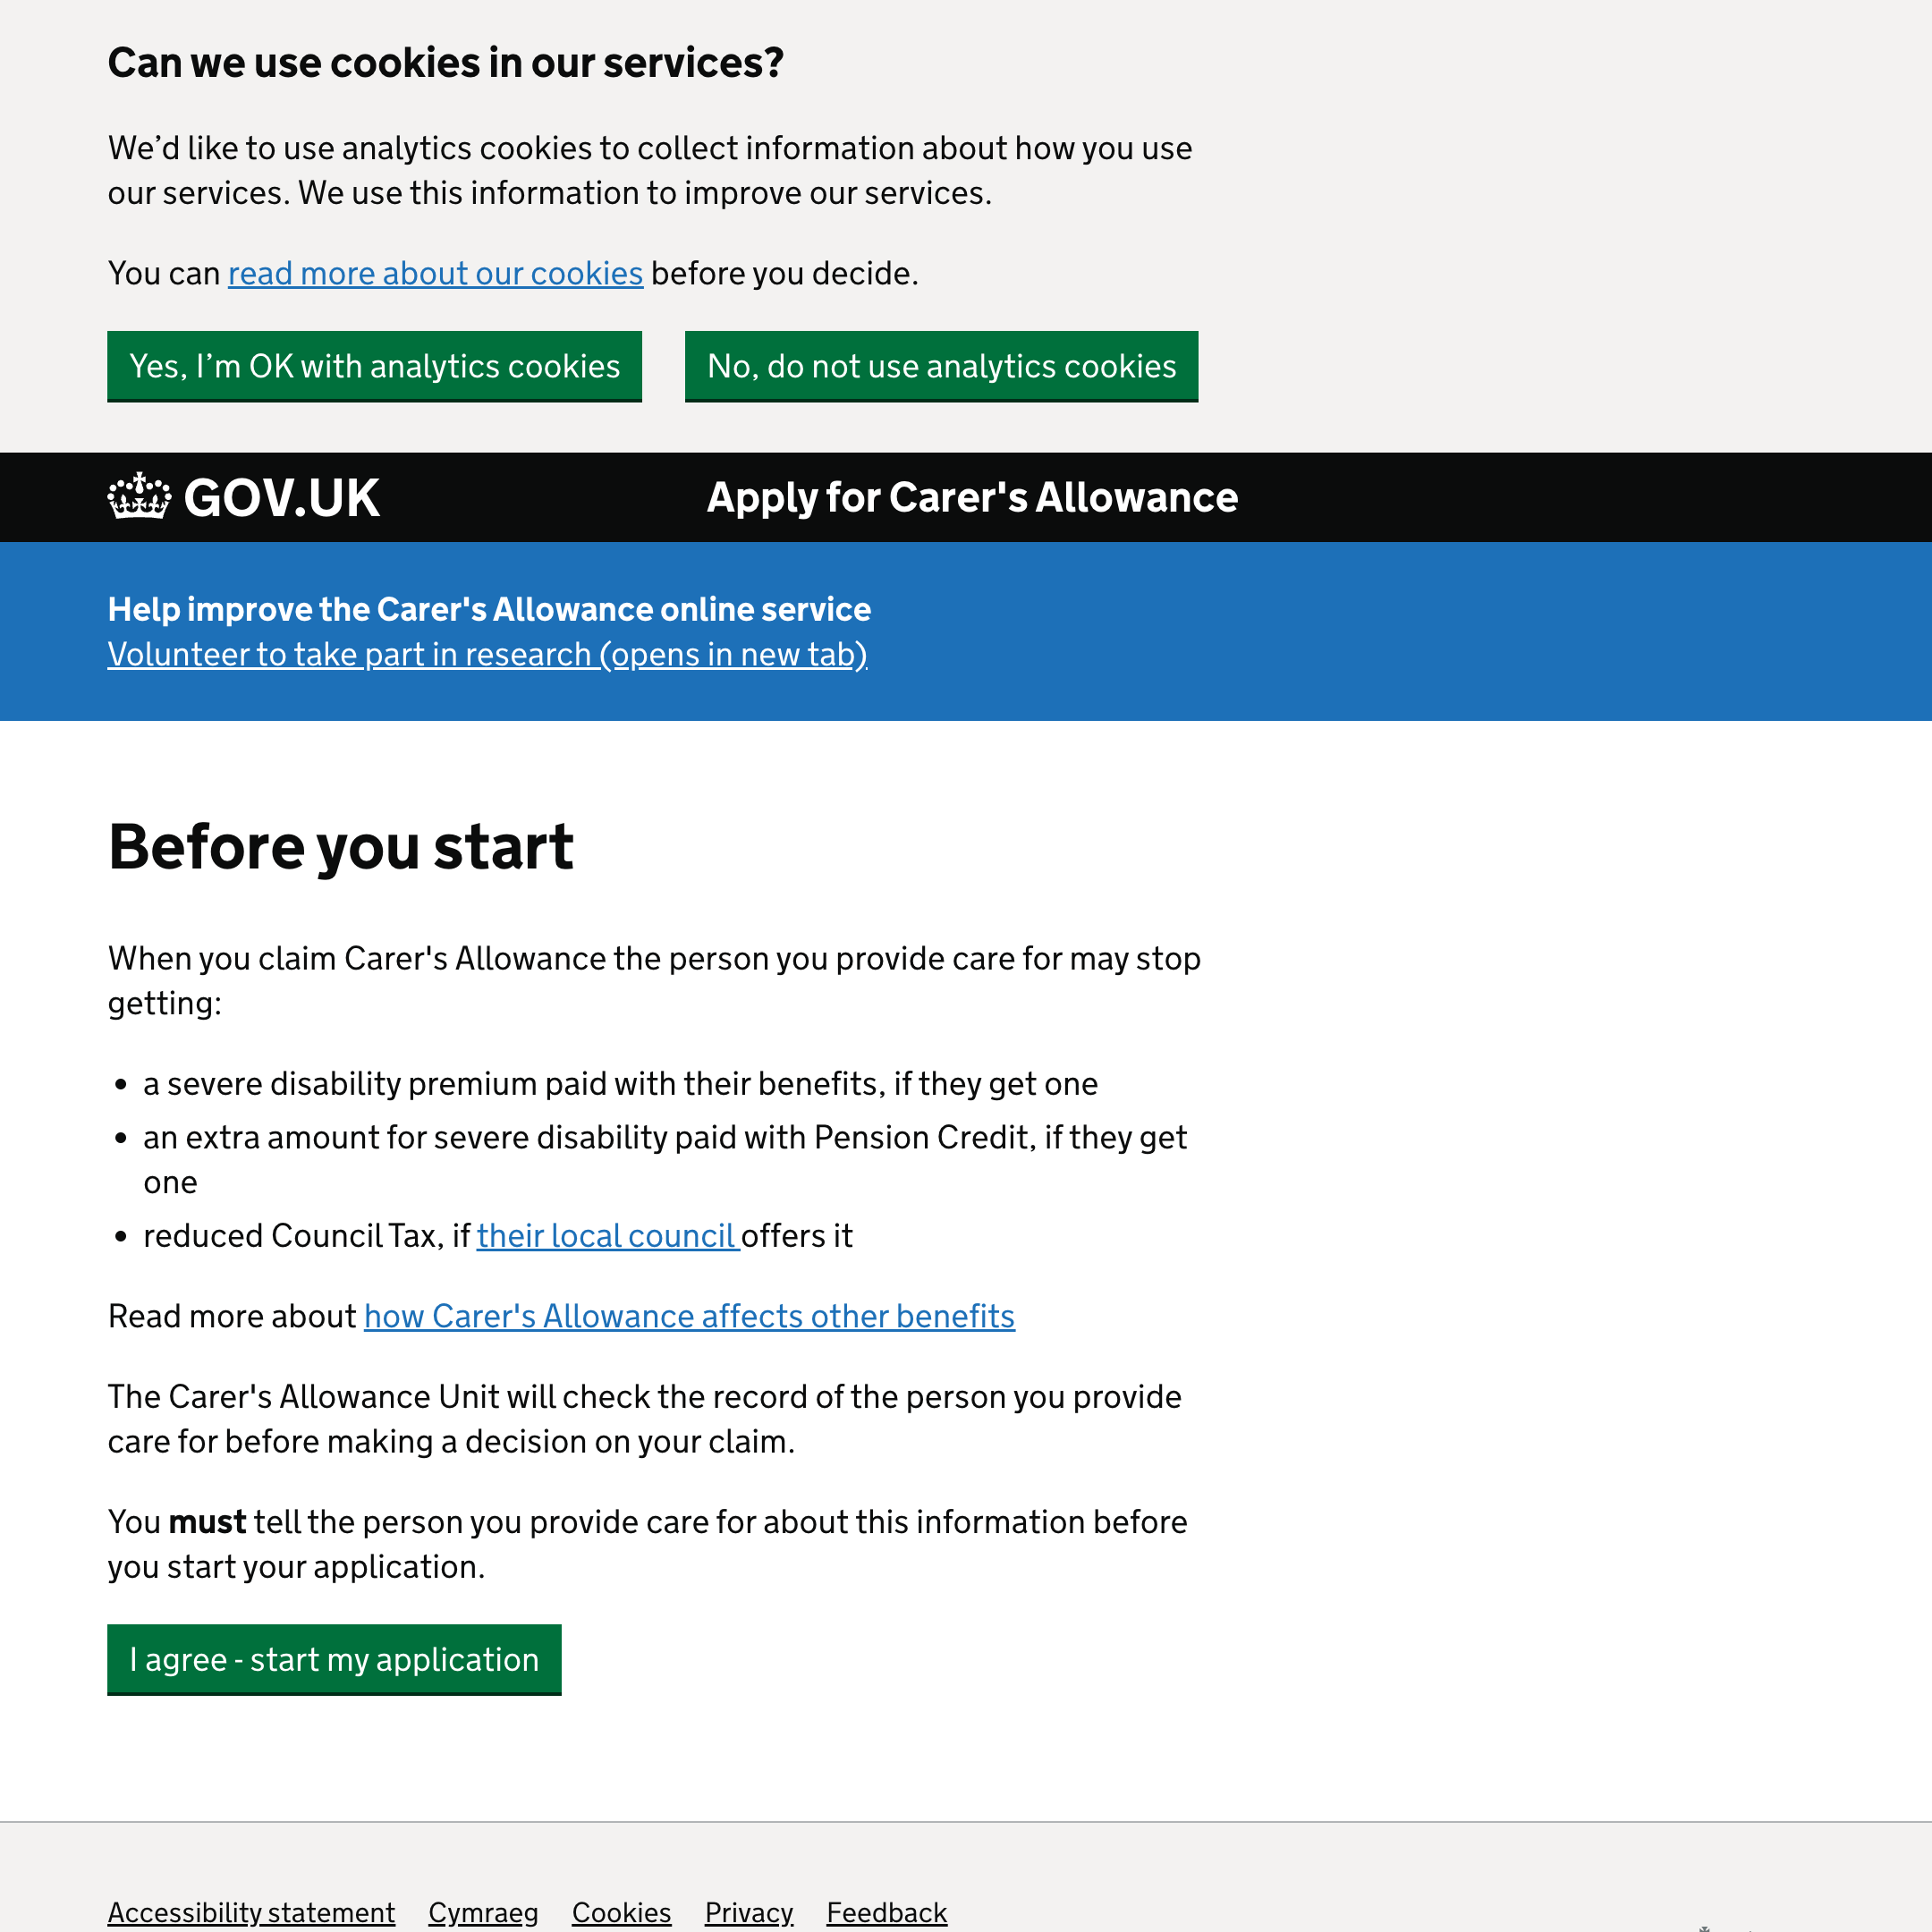 Can we use cookies in our services?
We’d like to use analytics cookies to collect information about how you use
our services. We use this information to improve our services.
You can read more about our cookies before you decide.
Yes, I’m OK with analytics cookies
No, do not use analytics cookies
GOV.UK
Apply for Carer's Allowance
Help improve the Carer's Allowance online service
Volunteer to take part in research (opens in new tab)
Before you start
When you claim Carer's Allowance the person you provide care for may stop
getting:
• a severe disability premium paid with their benefits, if they get one
• an extra amount for severe disability paid with Pension Credit, if they get
one
• reduced Council Tax, if their local council offers it
Read more about how Carer's Allowance affects other benefits
The Carer's Allowance Unit will check the record of the person you provide
care for before making a decision on your claim.
You must tell the person you provide care for about this information before
you start your application.
I agree - start my application
Accessibility statement Cymraeg Cookies Privacy Feedback